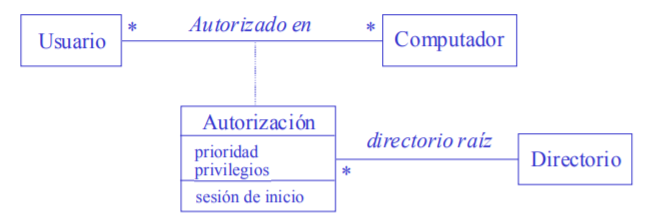 Usuario
*
Autorizado en
*
Computador
Autorización
prioridad
privilegios
sesión de inicio
*
directorio raíz
Directorio